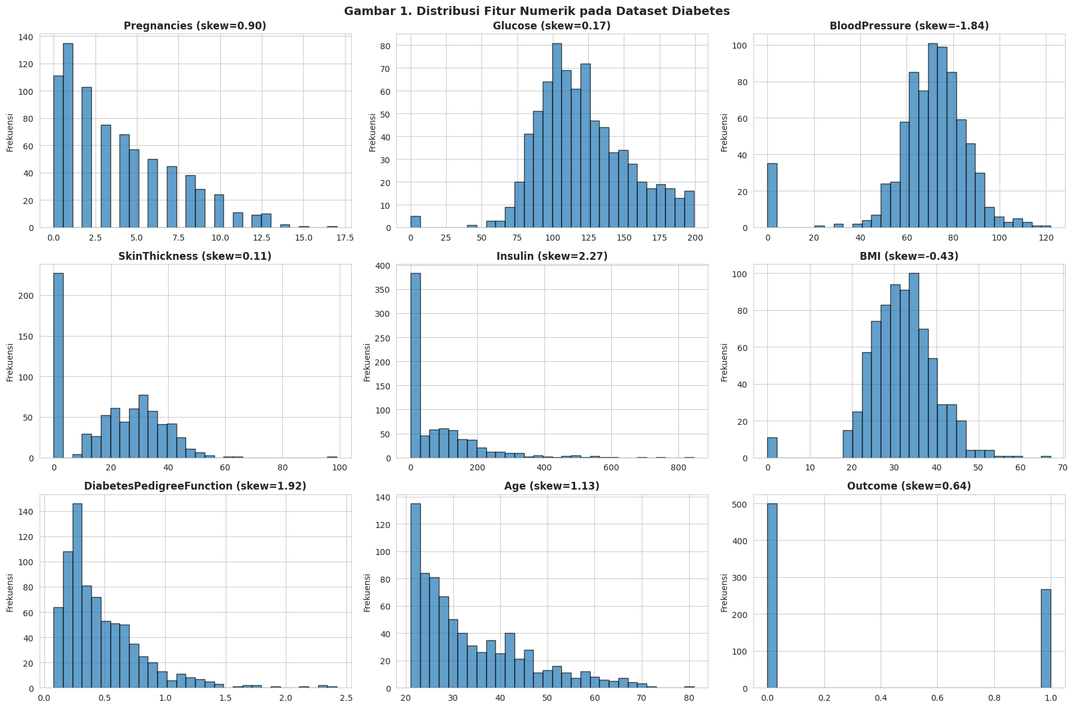 Gambar 1. Distribusi Fitur Numerik pada Dataset Diabetes
Pregnancies (skew=0.90)
Frekuensi
0
20
40
60
80
100
120
140
0.0 2.5 5.0 7.5 10.0 12.5 15.0 17.5
Glucose (skew=0.17)
Frekuensi
0
10
20
30
40
50
60
70
80
0 25 50 75 100 125 150 175 200
BloodPressure (skew=-1.84)
Frekuensi
0
20
40
60
80
100
0 20 40 60 80 100 120
SkinThickness (skew=0.11)
Frekuensi
0
50
100
150
200
0 20 40 60 80 100
Insulin (skew=2.27)
Frekuensi
0
50
100
150
200
250
300
350
400
0 200 400 600 800
BMI (skew=-0.43)
Frekuensi
0
20
40
60
80
100
0 10 20 30 40 50 60 70
DiabetesPedigreeFunction (skew=1.92)
Frekuensi
0
20
40
60
80
100
120
140
0.0 0.5 1.0 1.5 2.0 2.5
Age (skew=1.13)
Frekuensi
0
20
40
60
80
100
120
140
20 30 40 50 60 70 80
Outcome (skew=0.64)
Frekuensi
0
100
200
300
400
500
0.0 0.2 0.4 0.6 0.8 1.0